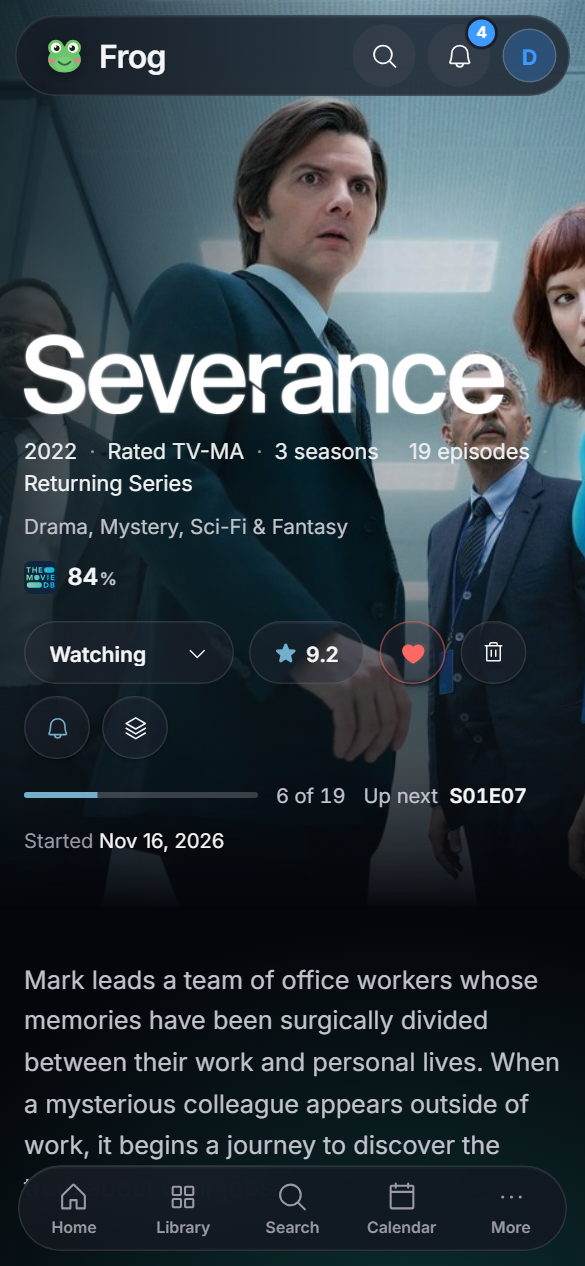 Frog
4
D
Severance
2022 · Rated TV-MA · 3 seasons 19 episodes ·
Returning Series
Drama, Mystery, Sci-Fi & Fantasy
THE MOVIE DB 84%
Watching 9.2
6 of 19 Up next S01E07
Started Nov 16, 2026
Mark leads a team of office workers whose
memories have been surgically divided
between their work and personal lives. When
a mysterious colleague appears outside of
work, it begins a journey to discover the
Home Library Search Calendar More